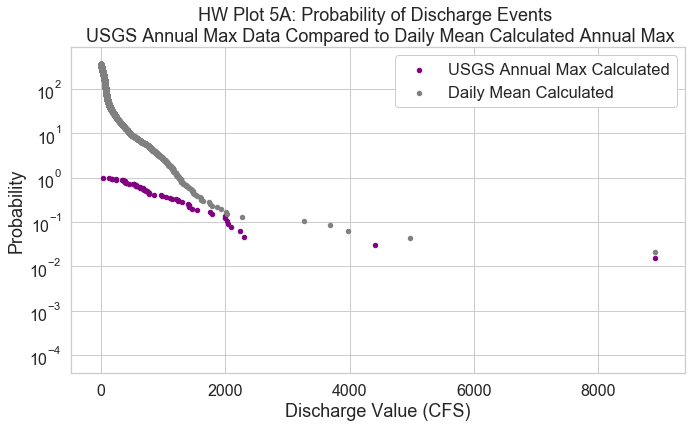 HW Plot 5A: Probability of Discharge Events
USGS Annual Max Data Compared to Daily Mean Calculated Annual Max
USGS Annual Max Calculated
Daily Mean Calculated
Probability
10²
10¹
10⁰
10⁻¹
10⁻²
10⁻³
10⁻⁴
0 2000 4000 6000 8000
Discharge Value (CFS)